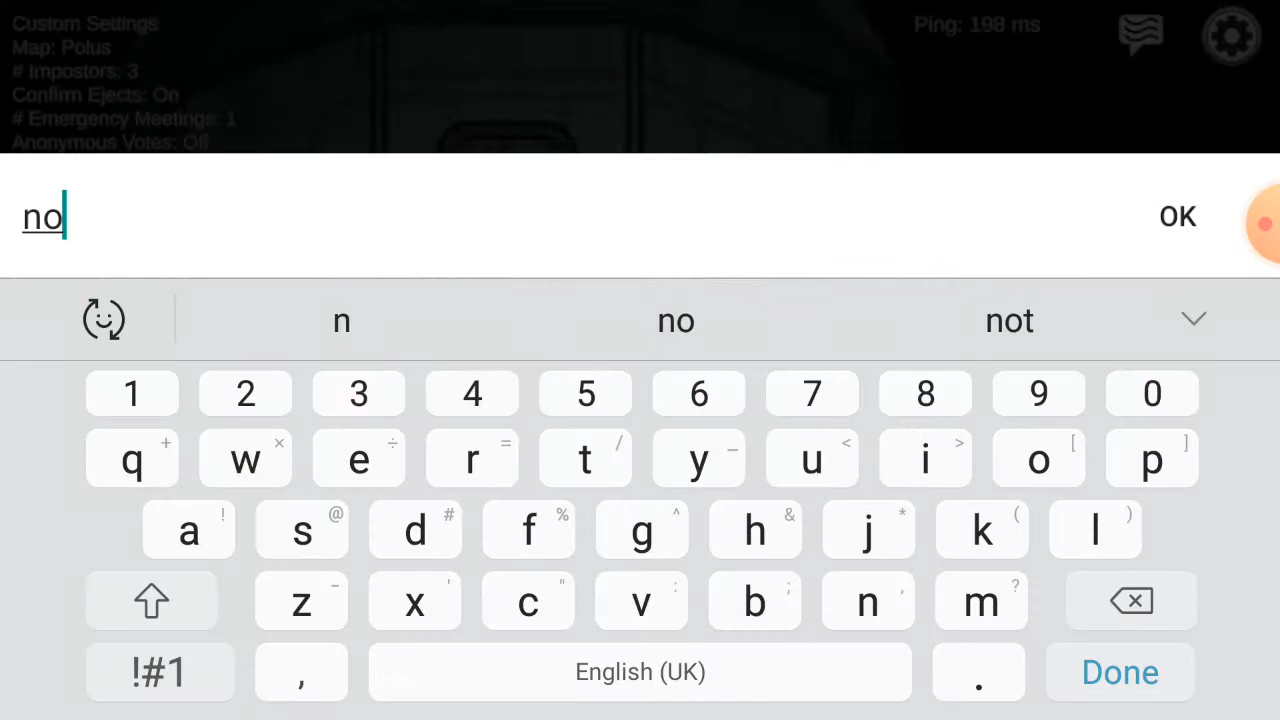 Custom Settings
Map: Polus
# Impostors: 3
Confirm Ejects: On
# Emergency Meetings: 1
Anonymous Votes: Off
Ping: 198 ms
no
OK
n no not
1 2 3 4 5 6 7 8 9 0
q + w × e ÷ r = t / y _ u < i > o [ p ]
a ! s @ d # f % g ^ h & j * k ( l )
z - x ' c " v : b ; n , m ?
!#1 , English (UK) . Done